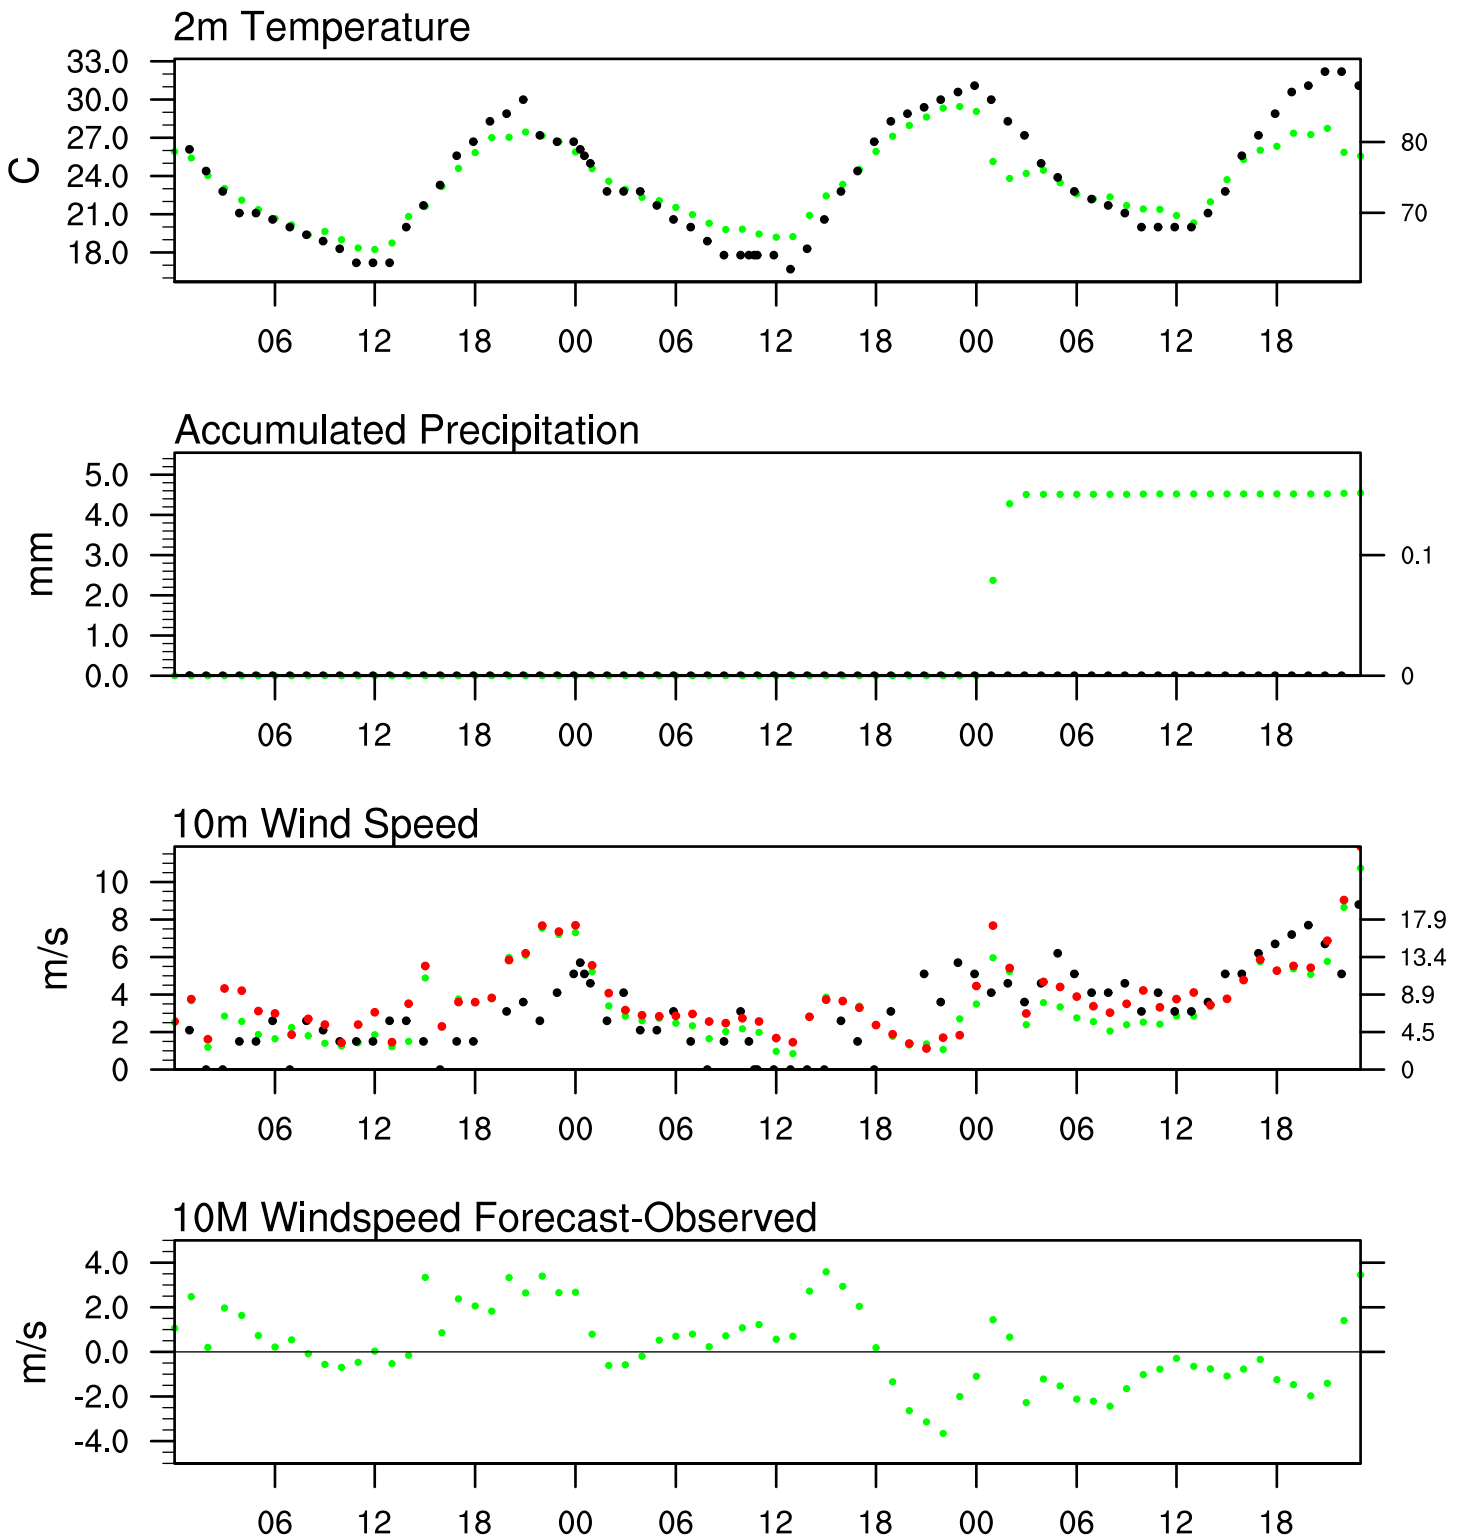 2m Temperature
33.0
30.0
27.0
24.0
21.0
18.0
C
80
70
06 12 18 00 06 12 18 00 06 12 18
Accumulated Precipitation
5.0
4.0
3.0
2.0
1.0
0.0
mm
0.1
0
06 12 18 00 06 12 18 00 06 12 18
10m Wind Speed
10
8
6
4
2
0
m/s
17.9
13.4
8.9
4.5
0
06 12 18 00 06 12 18 00 06 12 18
10M Windspeed Forecast-Observed
4.0
2.0
0.0
-2.0
-4.0
m/s
06 12 18 00 06 12 18 00 06 12 18